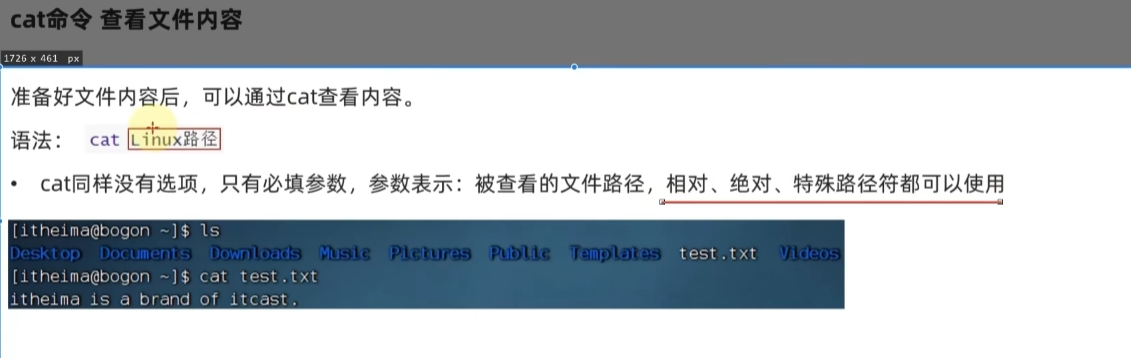 cat命令 查看文件内容
1726 x 461 px
准备好文件内容后，可以通过cat查看内容。
语法： cat Linux路径
• cat同样没有选项，只有必填参数，参数表示：被查看的文件路径，相对、绝对、特殊路径符都可以使用
[itheima@bogon ~]$ ls
Desktop Documents Downloads Music Pictures Public Templates test.txt Videos
[itheima@bogon ~]$ cat test.txt
itheima is a brand of itcast.